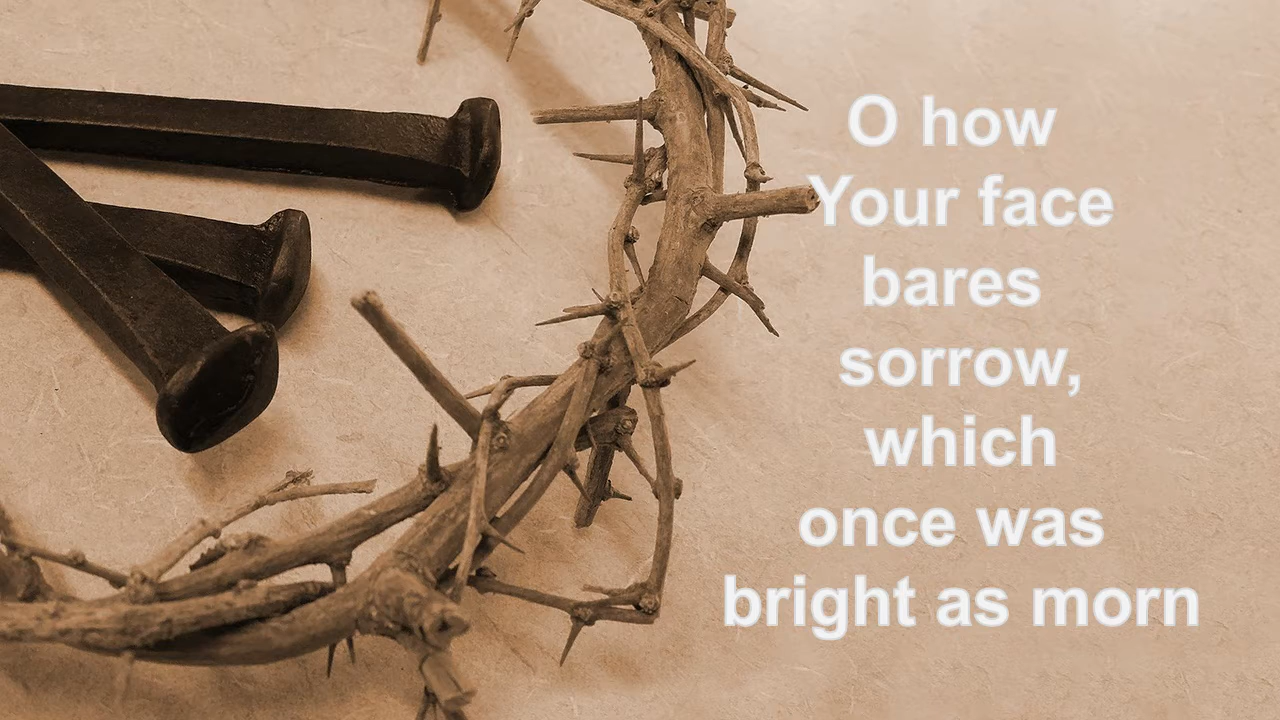 O how
Your face
bares
sorrow,
which
once was
bright as morn